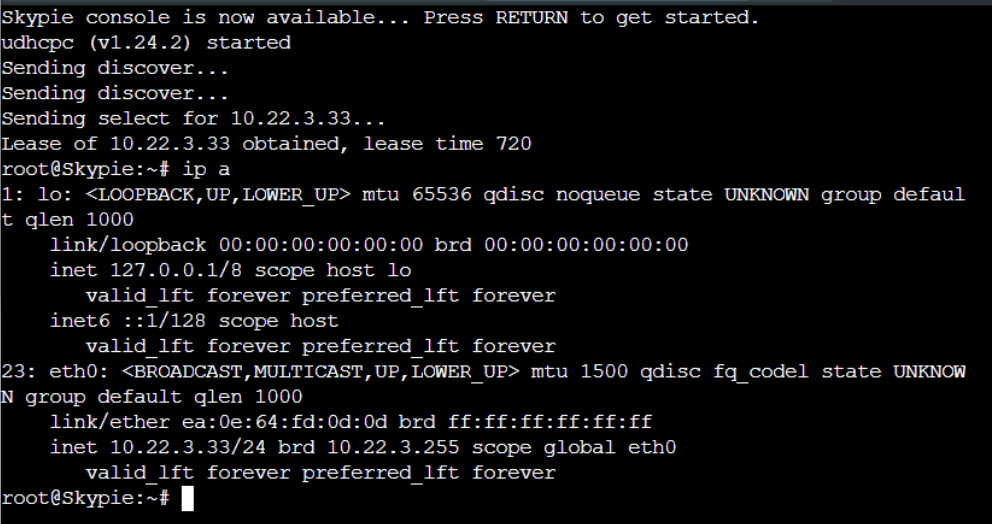 Skypie console is now available... Press RETURN to get started.
udhcpc (v1.24.2) started
Sending discover...
Sending discover...
Sending select for 10.22.3.33...
Lease of 10.22.3.33 obtained, lease time 720
root@Skypie:~# ip a
1: lo: <LOOPBACK,UP,LOWER_UP> mtu 65536 qdisc noqueue state UNKNOWN group defaul
t qlen 1000
    link/loopback 00:00:00:00:00:00 brd 00:00:00:00:00:00
    inet 127.0.0.1/8 scope host lo
       valid_lft forever preferred_lft forever
    inet6 ::1/128 scope host
       valid_lft forever preferred_lft forever
23: eth0: <BROADCAST,MULTICAST,UP,LOWER_UP> mtu 1500 qdisc fq_codel state UNKNOW
N group default qlen 1000
    link/ether ea:0e:64:fd:0d:0d brd ff:ff:ff:ff:ff:ff
    inet 10.22.3.33/24 brd 10.22.3.255 scope global eth0
       valid_lft forever preferred_lft forever
root@Skypie:~#